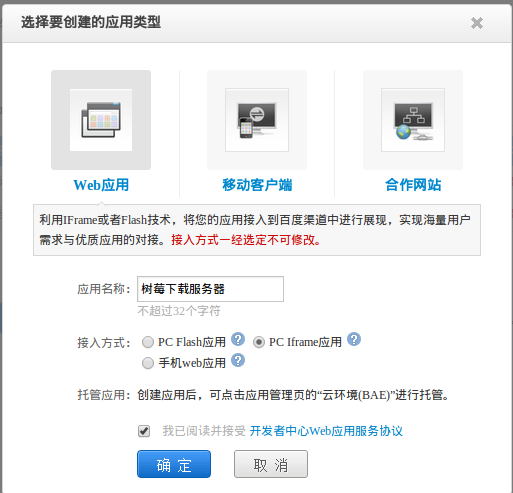 选择要创建的应用类型
Web应用
移动客户端
合作网站
利用IFrame或者Flash技术，将您的应用接入到百度渠道中进行展现，实现海量用户
需求与优质应用的对接。接入方式一经选定不可修改。
应用名称：树莓下载服务器
不超过32个字符
接入方式：PC Flash应用 ? PC Iframe应用 ?
手机web应用 ?
托管应用：创建应用后，可点击应用管理页的“云环境(BAE)”进行托管。
我已阅读并接受 开发者中心Web应用服务协议
确 定 取 消